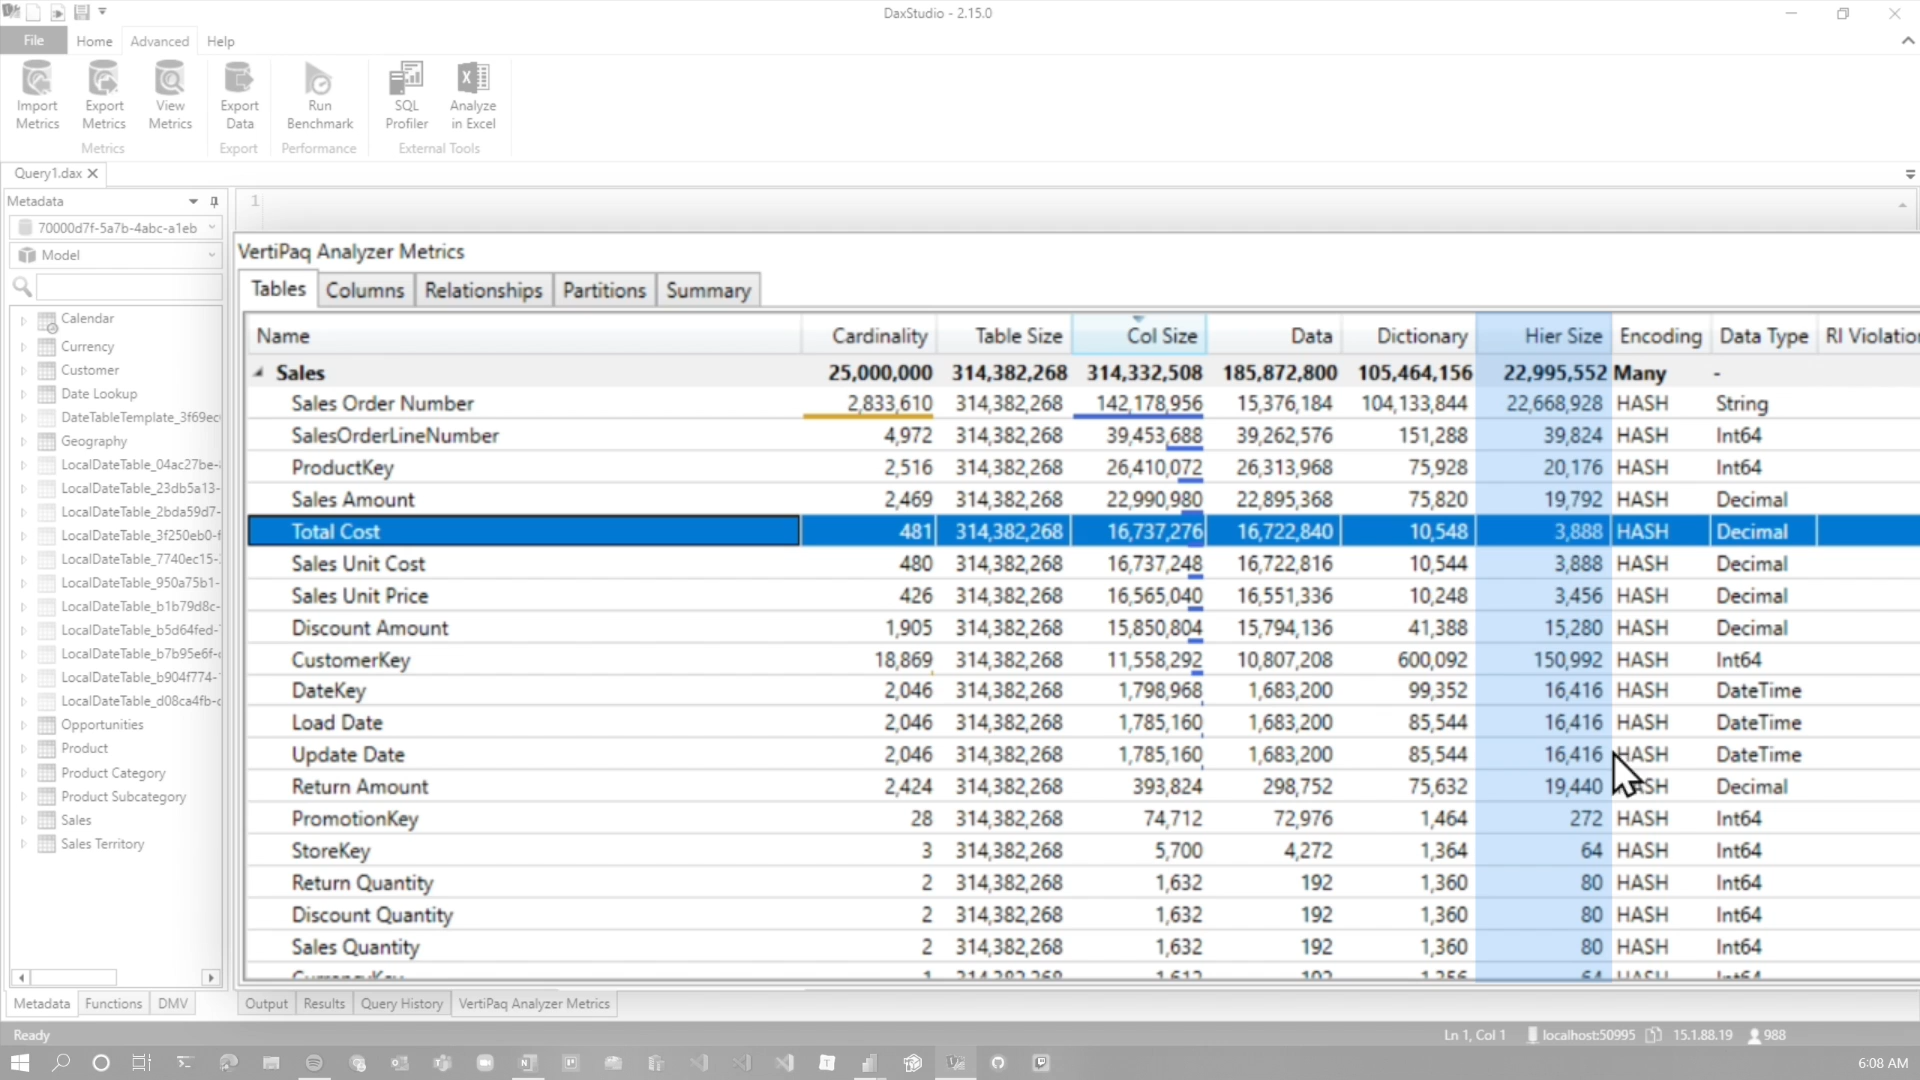 DaxStudio - 2.15.0
File Home Advanced Help
Import Metrics
Export Metrics
View Metrics
Export Data
Run Benchmark
SQL Profiler
Analyze in Excel
Metrics Export Performance External Tools
Query1.dax
Metadata
1
70000d7f-5a7b-4abc-a1eb
Model
Calendar
Currency
Customer
Date Lookup
DateTableTemplate_3f69ec
Geography
LocalDateTable_04ac27be-
LocalDateTable_23db5a13-
LocalDateTable_2bda59d7-
LocalDateTable_3f250eb0-f
LocalDateTable_7740ec15-
LocalDateTable_950a75b1-
LocalDateTable_b1b79d8c-
LocalDateTable_b5d64fed-
LocalDateTable_b7b95e6f-
LocalDateTable_b904f774-
LocalDateTable_d08ca4fb-
Opportunities
Product
Product Category
Product Subcategory
Sales
Sales Territory
Metadata Functions DMV
VertiPaq Analyzer Metrics
Tables Columns Relationships Partitions Summary
Name Cardinality Table Size Col Size Data Dictionary Hier Size Encoding Data Type RI Violation
Sales 25,000,000 314,382,268 314,332,508 185,872,800 105,464,156 22,995,552 Many -
Sales Order Number 2,833,610 314,382,268 142,178,956 15,376,184 104,133,844 22,668,928 HASH String
SalesOrderLineNumber 4,972 314,382,268 39,453,688 39,262,576 151,288 39,824 HASH Int64
ProductKey 2,516 314,382,268 26,410,072 26,313,968 75,928 20,176 HASH Int64
Sales Amount 2,469 314,382,268 22,990,980 22,895,368 75,820 19,792 HASH Decimal
Total Cost 481 314,382,268 16,737,276 16,722,840 10,548 3,888 HASH Decimal
Sales Unit Cost 480 314,382,268 16,737,248 16,722,816 10,544 3,888 HASH Decimal
Sales Unit Price 426 314,382,268 16,565,040 16,551,336 10,248 3,456 HASH Decimal
Discount Amount 1,905 314,382,268 15,850,804 15,794,136 41,388 15,280 HASH Decimal
CustomerKey 18,869 314,382,268 11,558,292 10,807,208 600,092 150,992 HASH Int64
DateKey 2,046 314,382,268 1,798,968 1,683,200 99,352 16,416 HASH DateTime
Load Date 2,046 314,382,268 1,785,160 1,683,200 85,544 16,416 HASH DateTime
Update Date 2,046 314,382,268 1,785,160 1,683,200 85,544 16,416 HASH DateTime
Return Amount 2,424 314,382,268 393,824 298,752 75,632 19,440 HASH Decimal
PromotionKey 28 314,382,268 74,712 72,976 1,464 272 HASH Int64
StoreKey 3 314,382,268 5,700 4,272 1,364 64 HASH Int64
Return Quantity 2 314,382,268 1,632 192 1,360 80 HASH Int64
Discount Quantity 2 314,382,268 1,632 192 1,360 80 HASH Int64
Sales Quantity 2 314,382,268 1,632 192 1,360 80 HASH Int64
Output Results Query History VertiPaq Analyzer Metrics
Ready Ln 1, Col 1 localhost:50995 15.1.88.19 988
6:08 AM